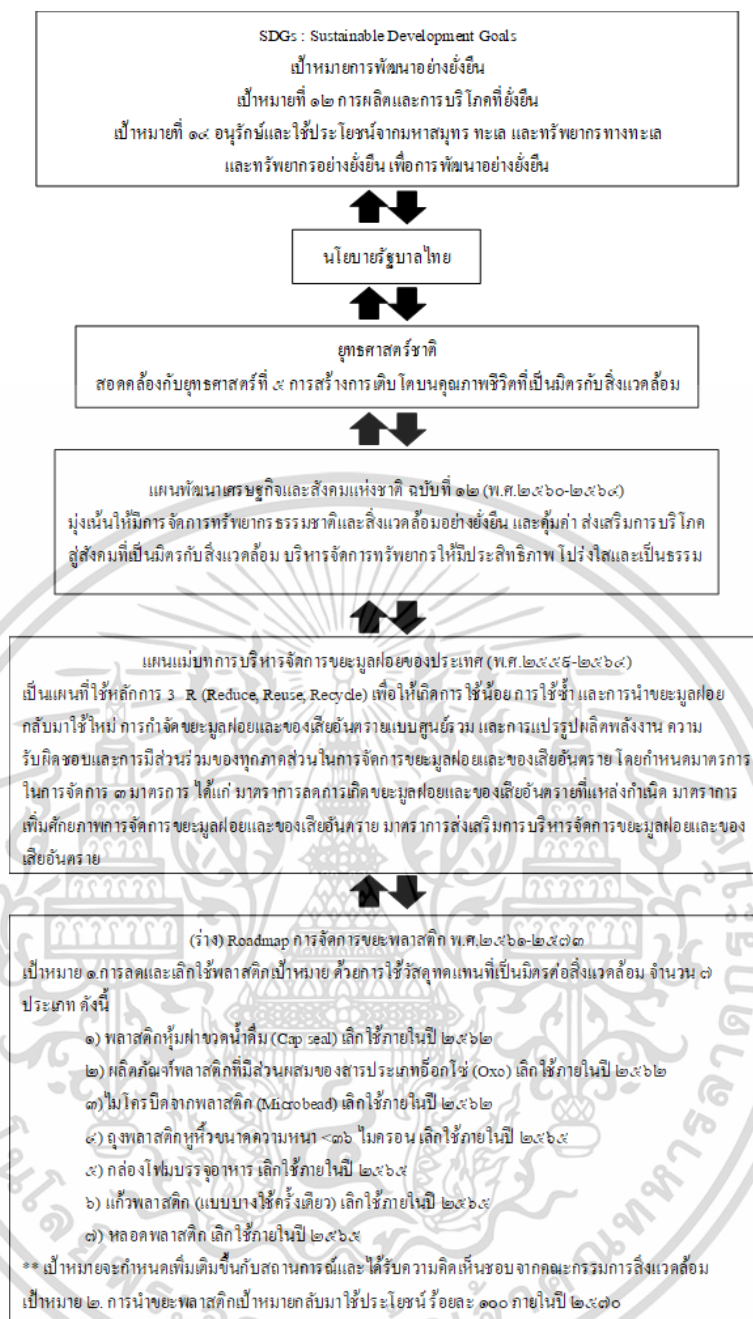 SDGs : Sustainable Development Goals
เป้าหมายการพัฒนาอย่างยั่งยืน
เป้าหมายที่ ๑๒ การผลิตและการบริโภคที่ยั่งยืน
เป้าหมายที่ ๑๔ อนุรักษ์และใช้ประโยชน์จากมหาสมุทร ทะเล และทรัพยากรทางทะเล
และทรัพยากรอย่างยั่งยืน เพื่อการพัฒนาอย่างยั่งยืน
นโยบายรัฐบาลไทย
ยุทธศาสตร์ชาติ
สอดคล้องกับยุทธศาสตร์ที่ ๕ การสร้างการเติบโตบนคุณภาพชีวิตที่เป็นมิตรกับสิ่งแวดล้อม
แผนพัฒนาเศรษฐกิจและสังคมแห่งชาติ ฉบับที่ ๑๒ (พ.ศ.๒๕๖๐-๒๕๖๔)
มุ่งเน้นให้มีการจัดการทรัพยากรธรรมชาติและสิ่งแวดล้อมอย่างยั่งยืน และคุ้มค่า ส่งเสริมการบริโภค
สู่สังคมที่เป็นมิตรกับสิ่งแวดล้อม บริหารจัดการทรัพยากรให้มีประสิทธิภาพ โปร่งใสและเป็นธรรม
แผนแม่บทการบริหารจัดการขยะมูลฝอยของประเทศ (พ.ศ.๒๕๕๙-๒๕๖๔)
เป็นแผนที่ใช้หลักการ 3 R (Reduce, Reuse, Recycle) เพื่อให้เกิดการใช้น้อย การใช้ซ้ำ และการนำขยะมูลฝอย
กลับมาใช้ใหม่ การกำจัดขยะมูลฝอยและของเสียอันตรายแบบศูนย์รวม และการแปรรูปผลิตพลังงาน ความ
รับผิดชอบและการมีส่วนร่วมของทุกภาคส่วนในการจัดการขยะมูลฝอยและของเสียอันตราย โดยกำหนดมาตรการ
ในการจัดการ ๓ มาตรการ ได้แก่ มาตราการลดการเกิดขยะมูลฝอยและของเสียอันตรายที่แหล่งกำเนิด มาตราการ
เพิ่มศักยภาพการจัดการขยะมูลฝอยและของเสียอันตราย มาตราการส่งเสริมการบริหารจัดการขยะมูลฝอยและของ
เสียอันตราย
(ร่าง) Roadmap การจัดการขยะพลาสติก พ.ศ.๒๕๖๑-๒๕๗๓
เป้าหมาย ๑.การลดและเลิกใช้พลาสติกเป้าหมาย ด้วยการใช้วัสดุทดแทนที่เป็นมิตรต่อสิ่งแวดล้อม จำนวน ๗
ประเภท ดังนี้
๑) พลาสติกหุ้มฝาขวดน้ำดื่ม (Cap seal) เลิกใช้ภายในปี ๒๕๖๒
๒) ผลิตภัณฑ์พลาสติกที่มีส่วนผสมของสารประเภทอ็อกโซ่ (Oxo) เลิกใช้ภายในปี ๒๕๖๒
๓)ไมโครบีดจากพลาสติก (Microbead) เลิกใช้ภายในปี ๒๕๖๒
๔) ถุงพลาสติกหูหิ้วขนาดความหนา <๓๖ ไมครอน เลิกใช้ภายในปี ๒๕๖๕
๕) กล่องโฟมบรรจุอาหาร เลิกใช้ภายในปี ๒๕๖๕
๖) แก้วพลาสติก (แบบบางใช้ครั้งเดียว) เลิกใช้ภายในปี ๒๕๖๕
๗) หลอดพลาสติก เลิกใช้ภายในปี ๒๕๖๕
** เป้าหมายจะกำหนดเพิ่มเติมขึ้นกับสถานการณ์และได้รับความคิดเห็นชอบจากคณะกรรมการสิ่งแวดล้อม
เป้าหมาย ๒. การนำขยะพลาสติกเป้าหมายกลับมาใช้ประโยชน์ ร้อยละ ๑๐๐ ภายในปี ๒๕๗๐